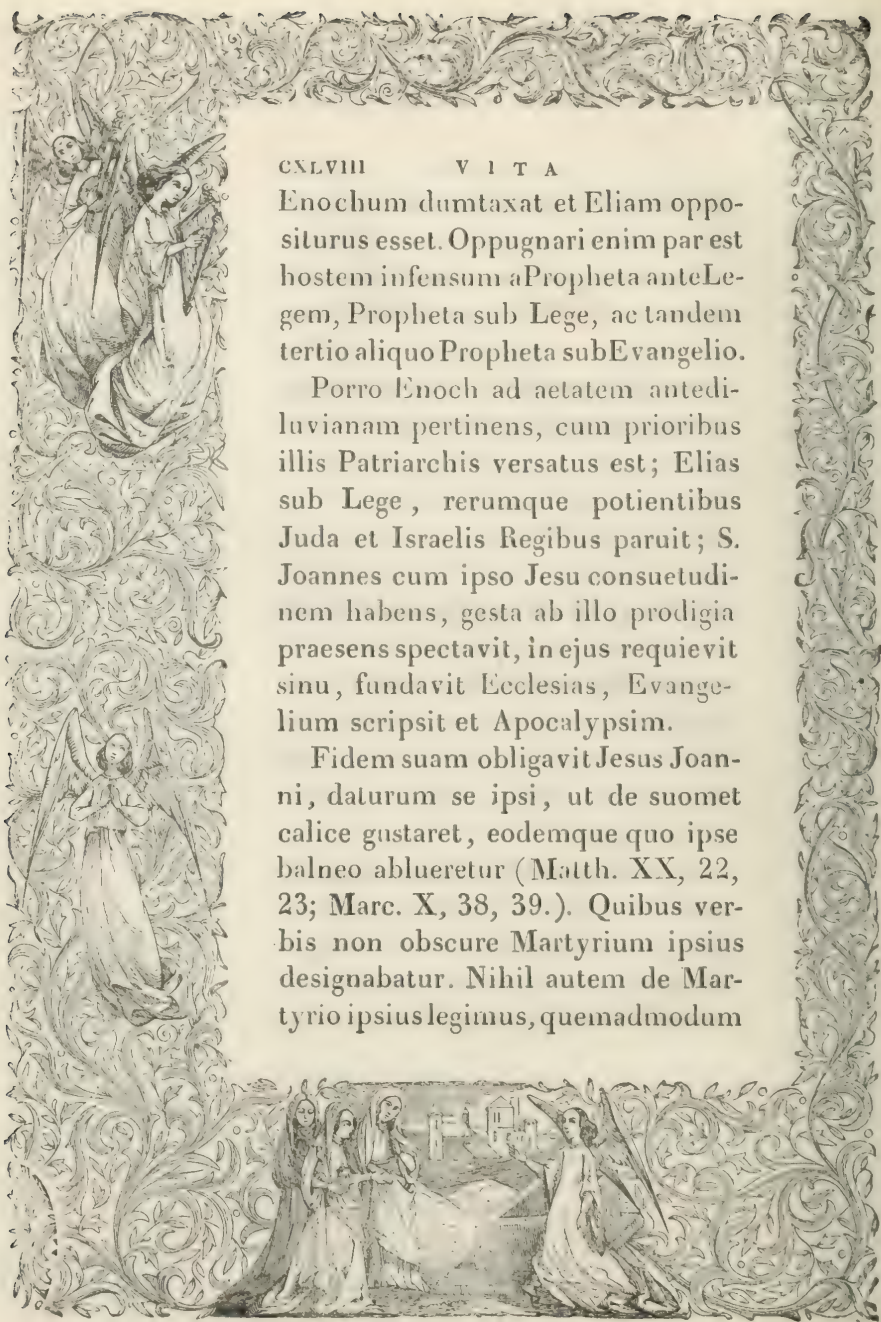 CXLVIII V I T A
Enochum dumtaxat et Eliam oppo-
siturus esset. Oppugnari enim par est
hostem infensum a Propheta ante Le-
gem, Propheta sub Lege, ac tandem
tertio aliquo Propheta sub Evangelio.
Porro Enoch ad aetatem antedi-
luvianam pertinens, cum prioribus
illis Patriarchis versatus est; Elias
sub Lege, rerumque potientibus
Juda et Israelis Regibus paruit; S.
Joannes cum ipso Jesu consuetudi-
nem habens, gesta ab illo prodigia
praesens spectavit, in ejus requievit
sinu, fundavit Ecclesias, Evange-
lium scripsit et Apocalypsim.
Fidem suam obligavit Jesus Joan-
ni, daturum se ipsi, ut de suomet
calice gustaret, eodemque quo ipse
balneo ablueretur (Matth. XX, 22,
23; Marc. X, 38, 39.). Quibus ver-
bis non obscure Martyrium ipsius
designabatur. Nihil autem de Mar-
tyrio ipsius legimus, quemadmodum